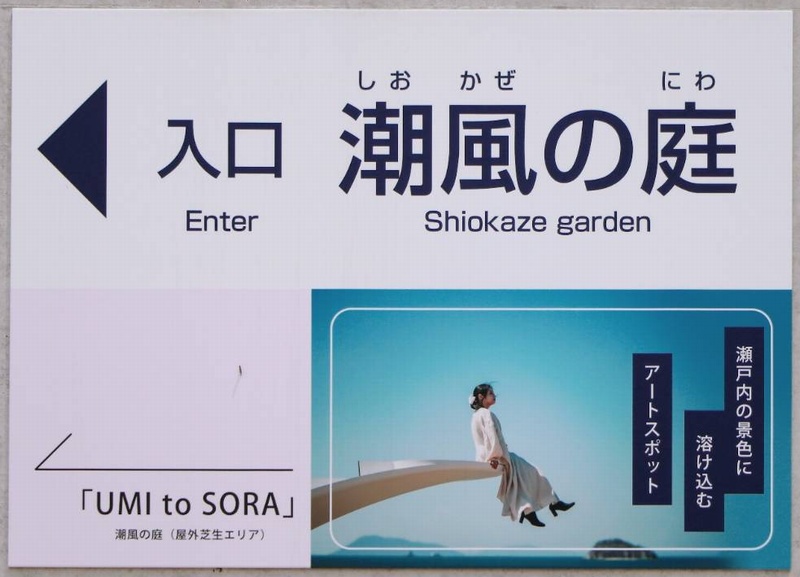 しお かぜ にわ
入口 潮風の庭
Enter Shiokaze garden
「UMI to SORA」
潮風の庭（屋外芝生エリア）
瀬戸内の景色に
溶け込む
アートスポット